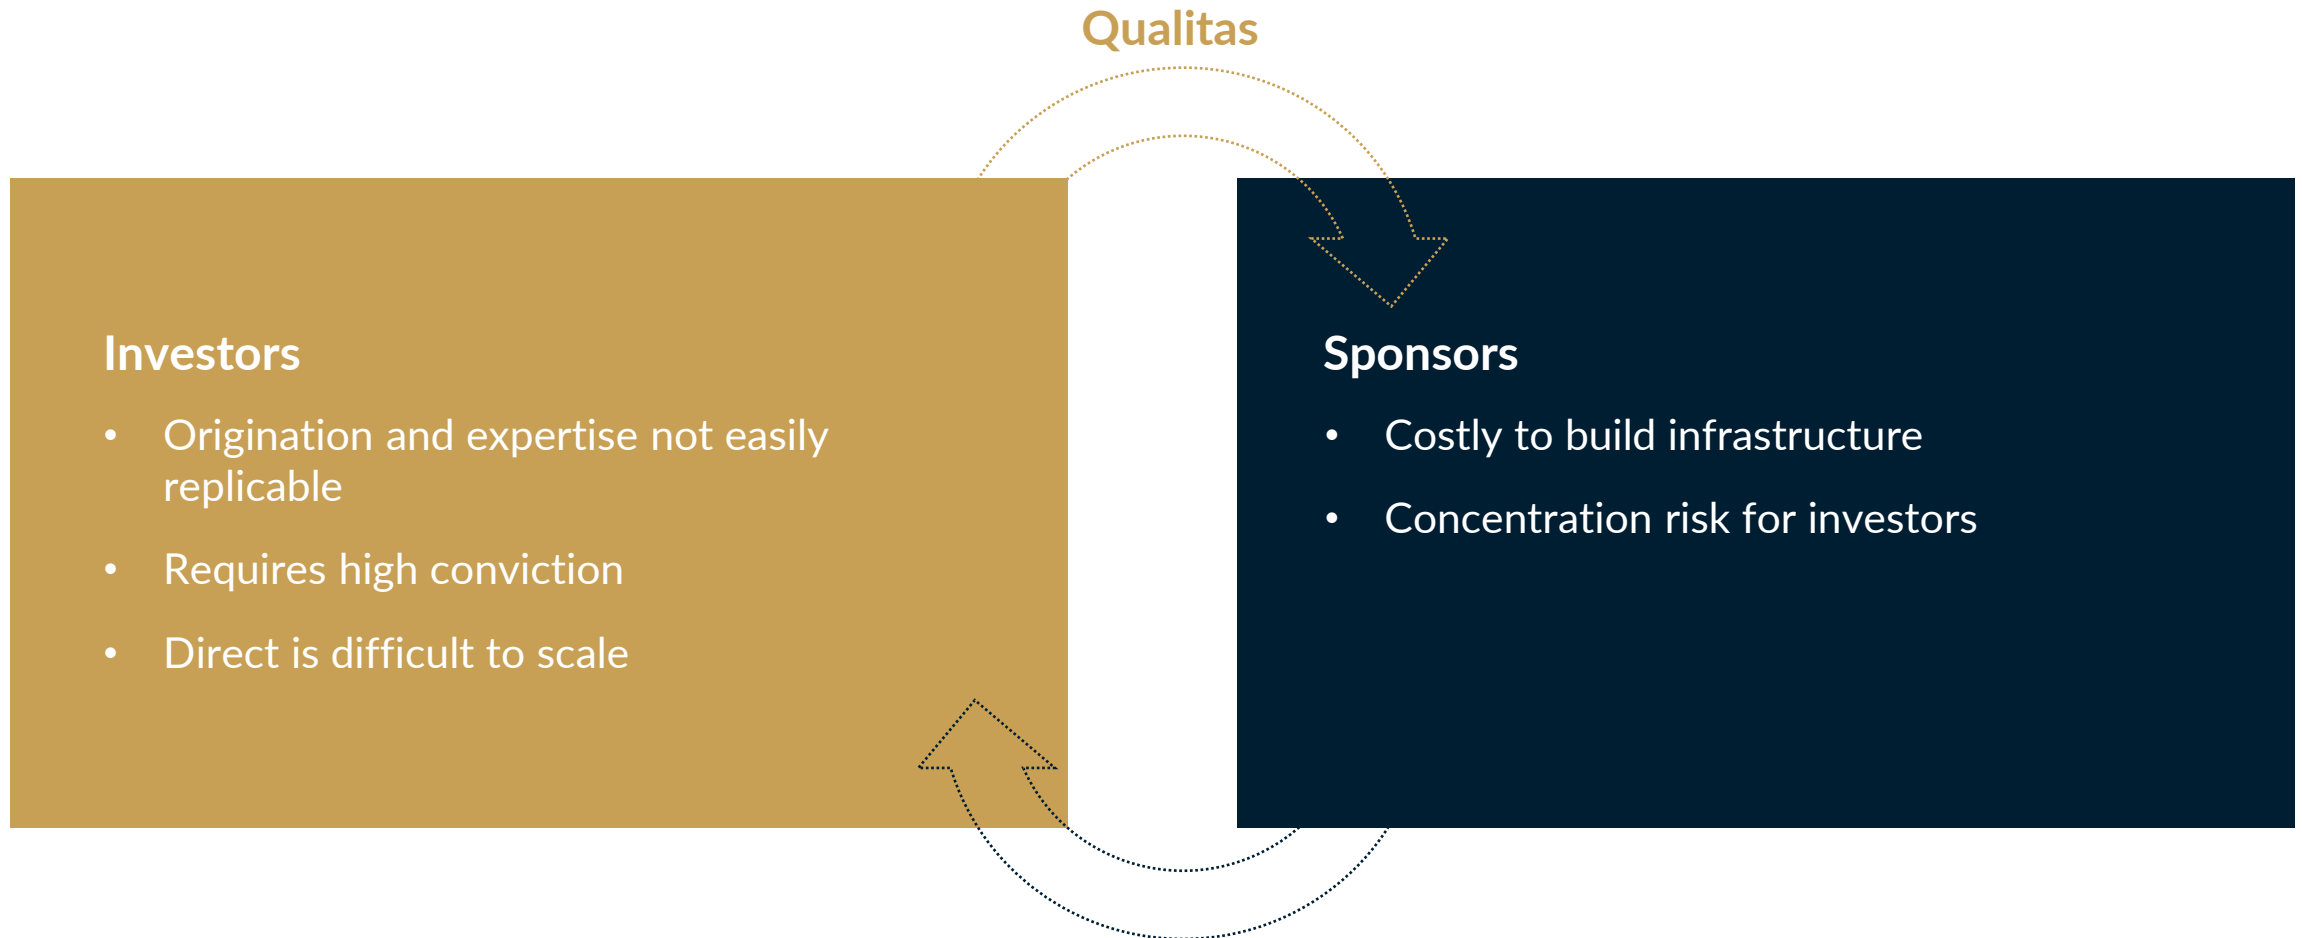 Qualitas
Investors
• Origination and expertise not easily
replicable
• Requires high conviction
• Direct is difficult to scale
Sponsors
• Costly to build infrastructure
• Concentration risk for investors